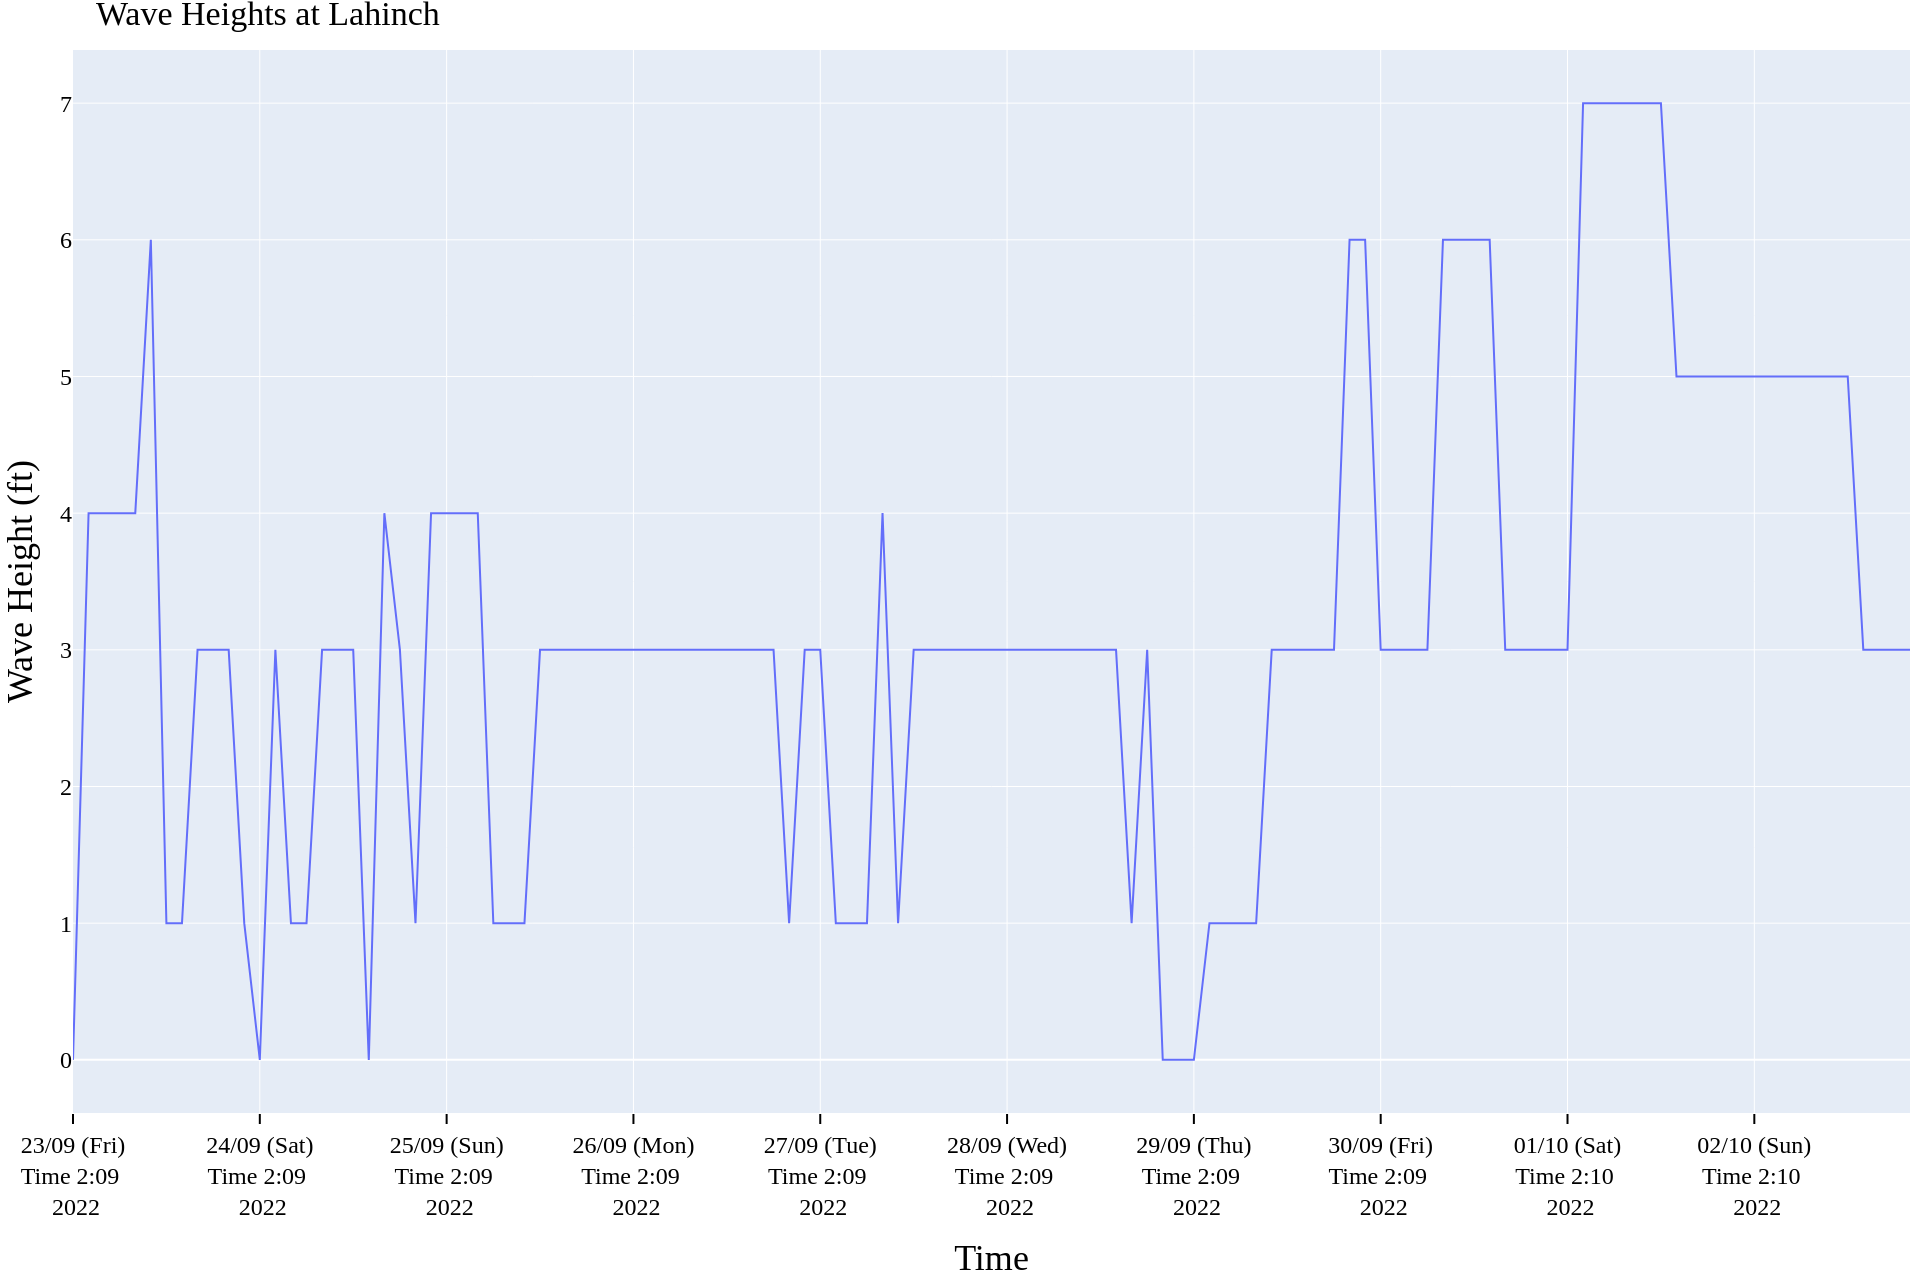 Wave Heights at Lahinch
Wave Height (ft)
7
6
5
4
3
2
1
0
23/09 (Fri)
Time 2:09
2022
24/09 (Sat)
Time 2:09
2022
25/09 (Sun)
Time 2:09
2022
26/09 (Mon)
Time 2:09
2022
27/09 (Tue)
Time 2:09
2022
28/09 (Wed)
Time 2:09
2022
29/09 (Thu)
Time 2:09
2022
30/09 (Fri)
Time 2:09
2022
01/10 (Sat)
Time 2:10
2022
02/10 (Sun)
Time 2:10
2022
Time